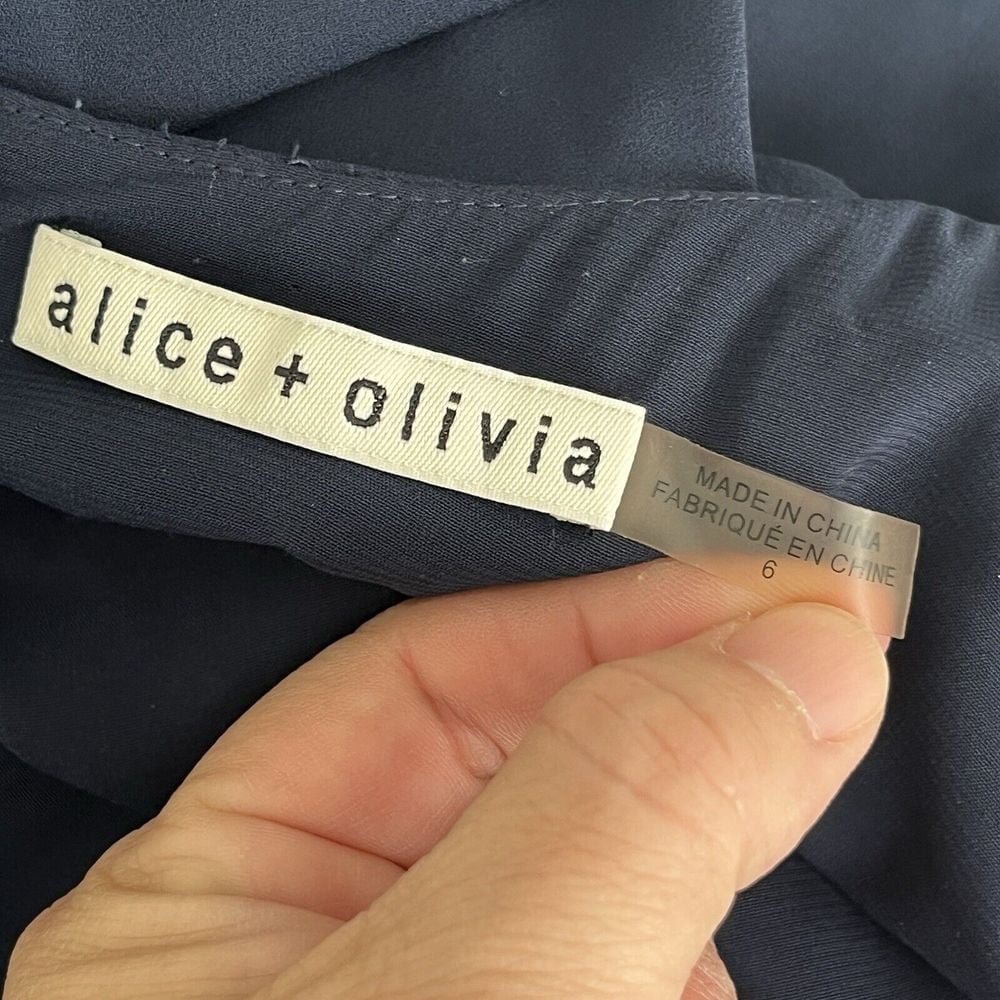 alice + olivia
MADE IN CHINA
FABRIQUÉ EN CHINE
6